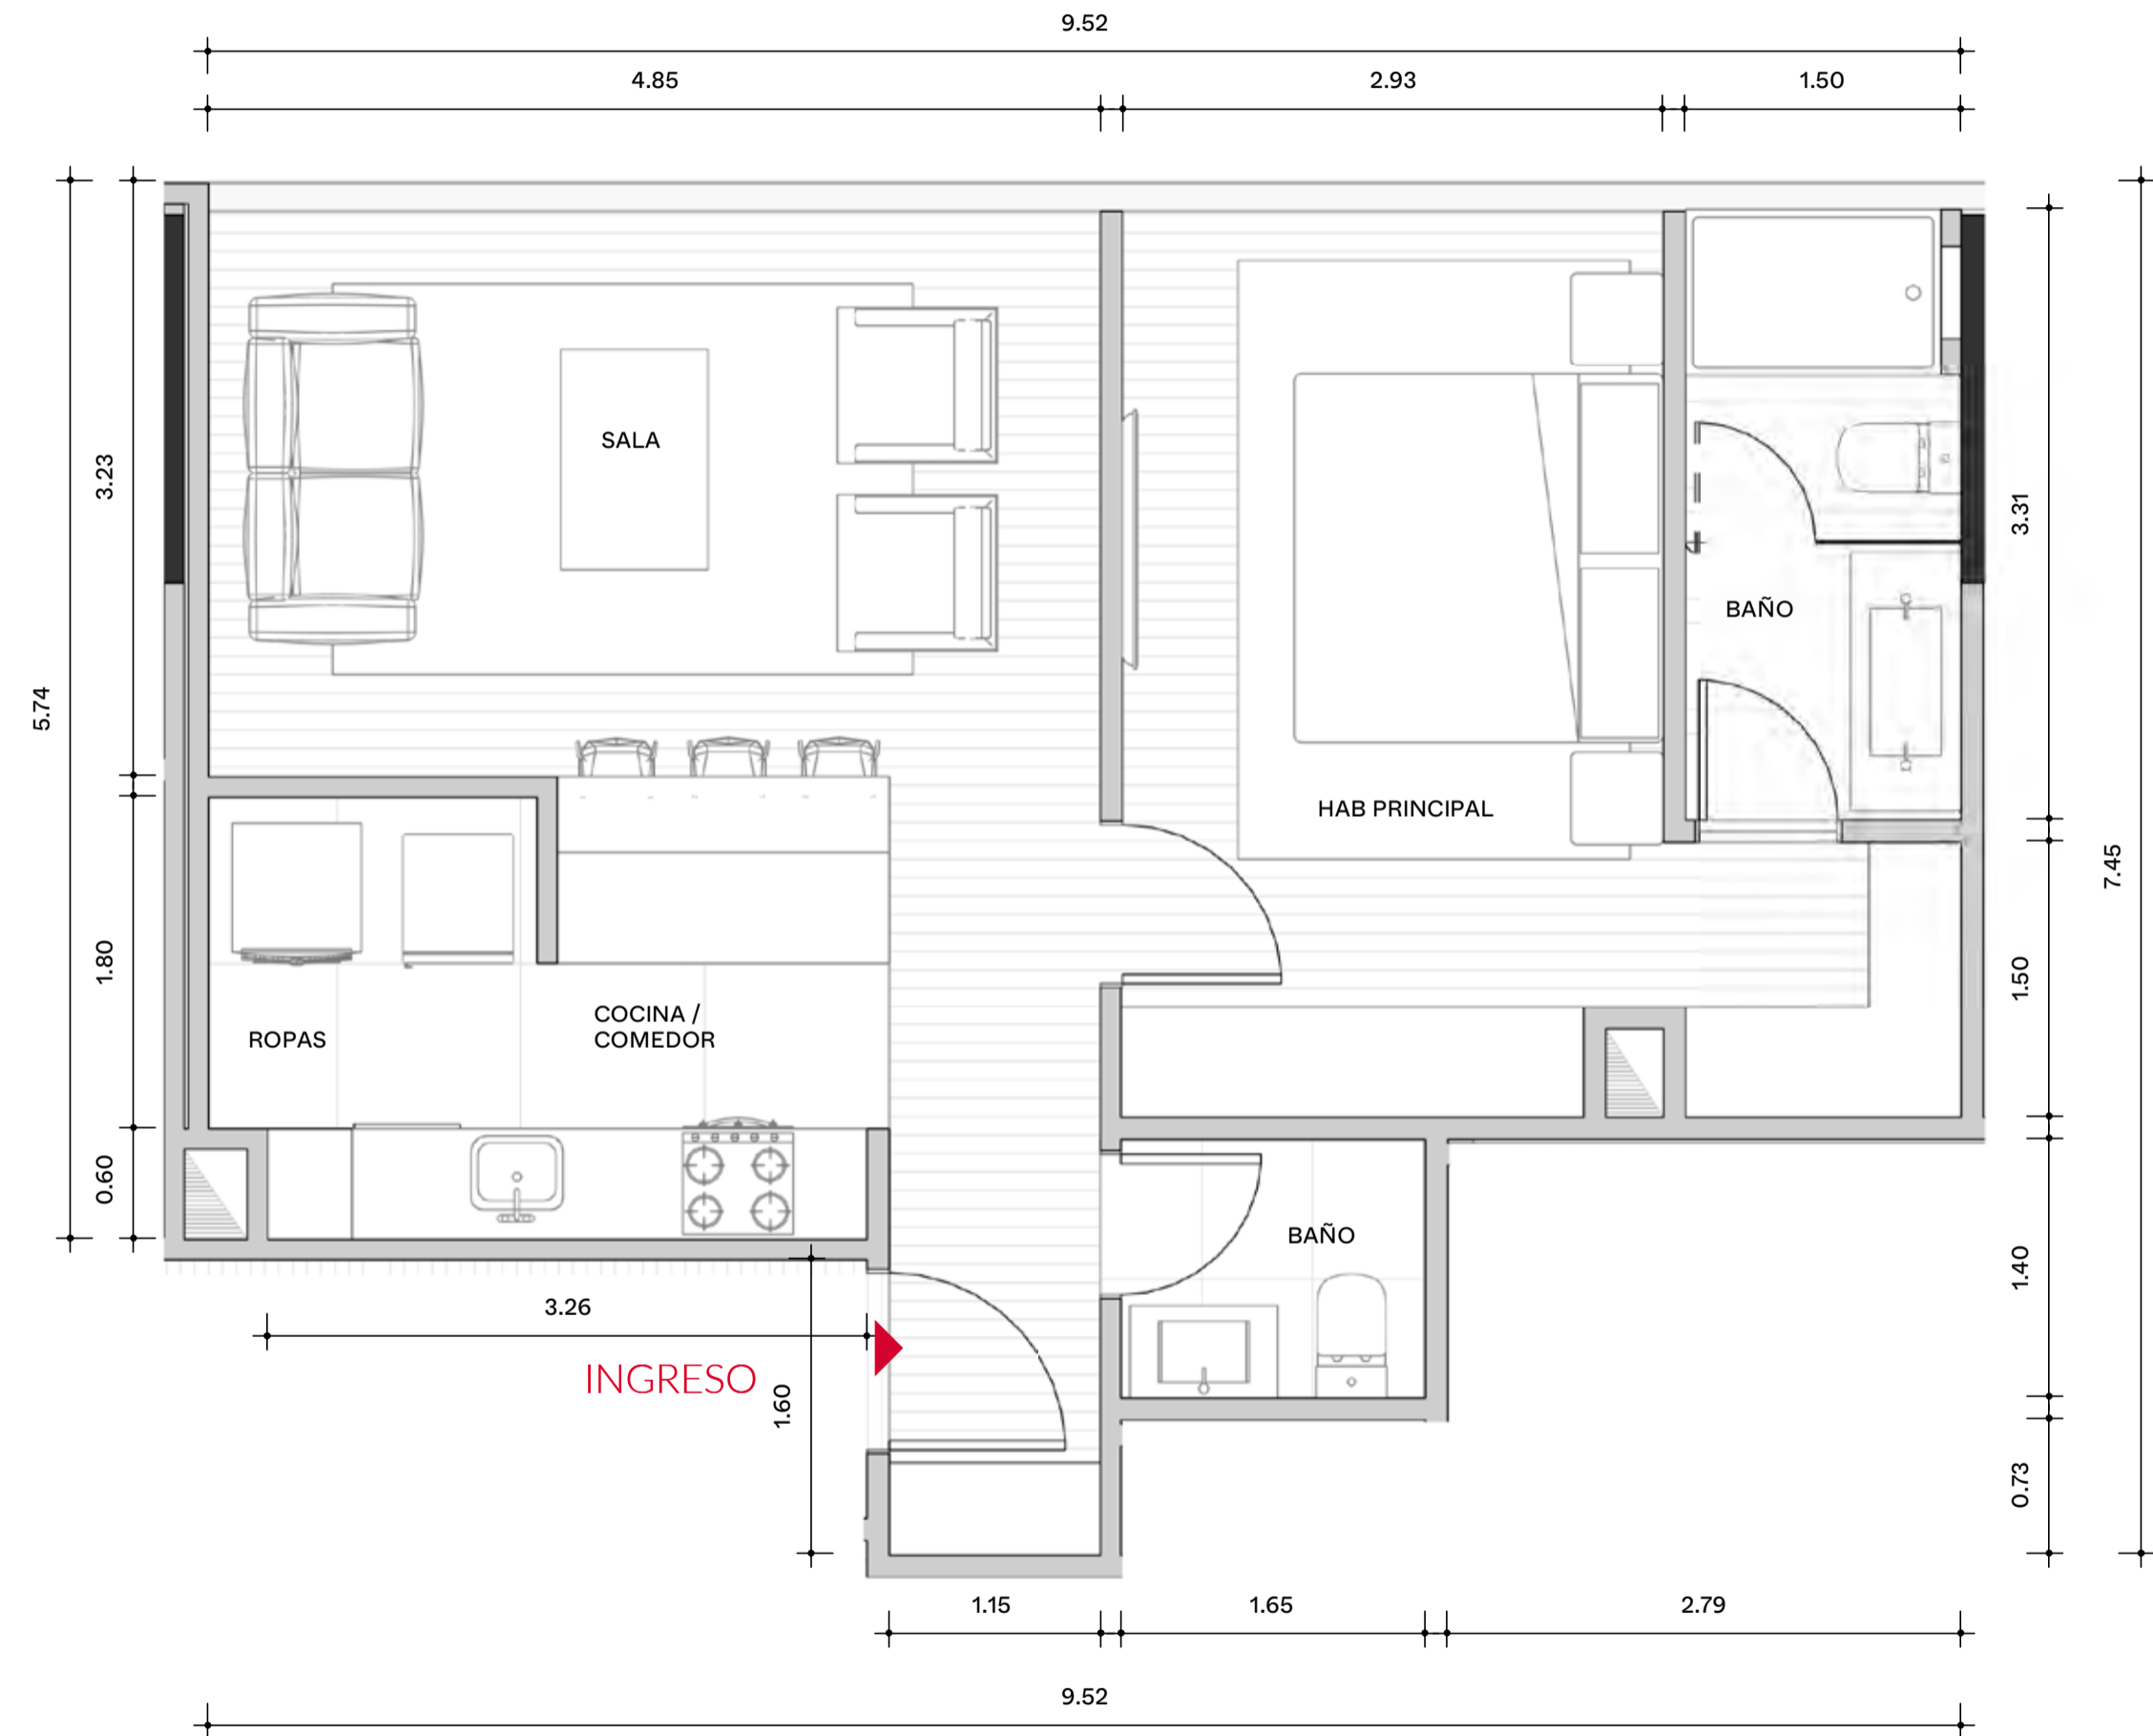 9.52
4.85
2.93
1.50
3.23
SALA
3.31
BAÑO
5.74
HAB PRINCIPAL
7.45
1.80
1.50
COCINA /
COMEDOR
ROPAS
0.60
BAÑO
1.40
3.26
INGRESO
1.60
0.73
1.15
1.65
2.79
9.52